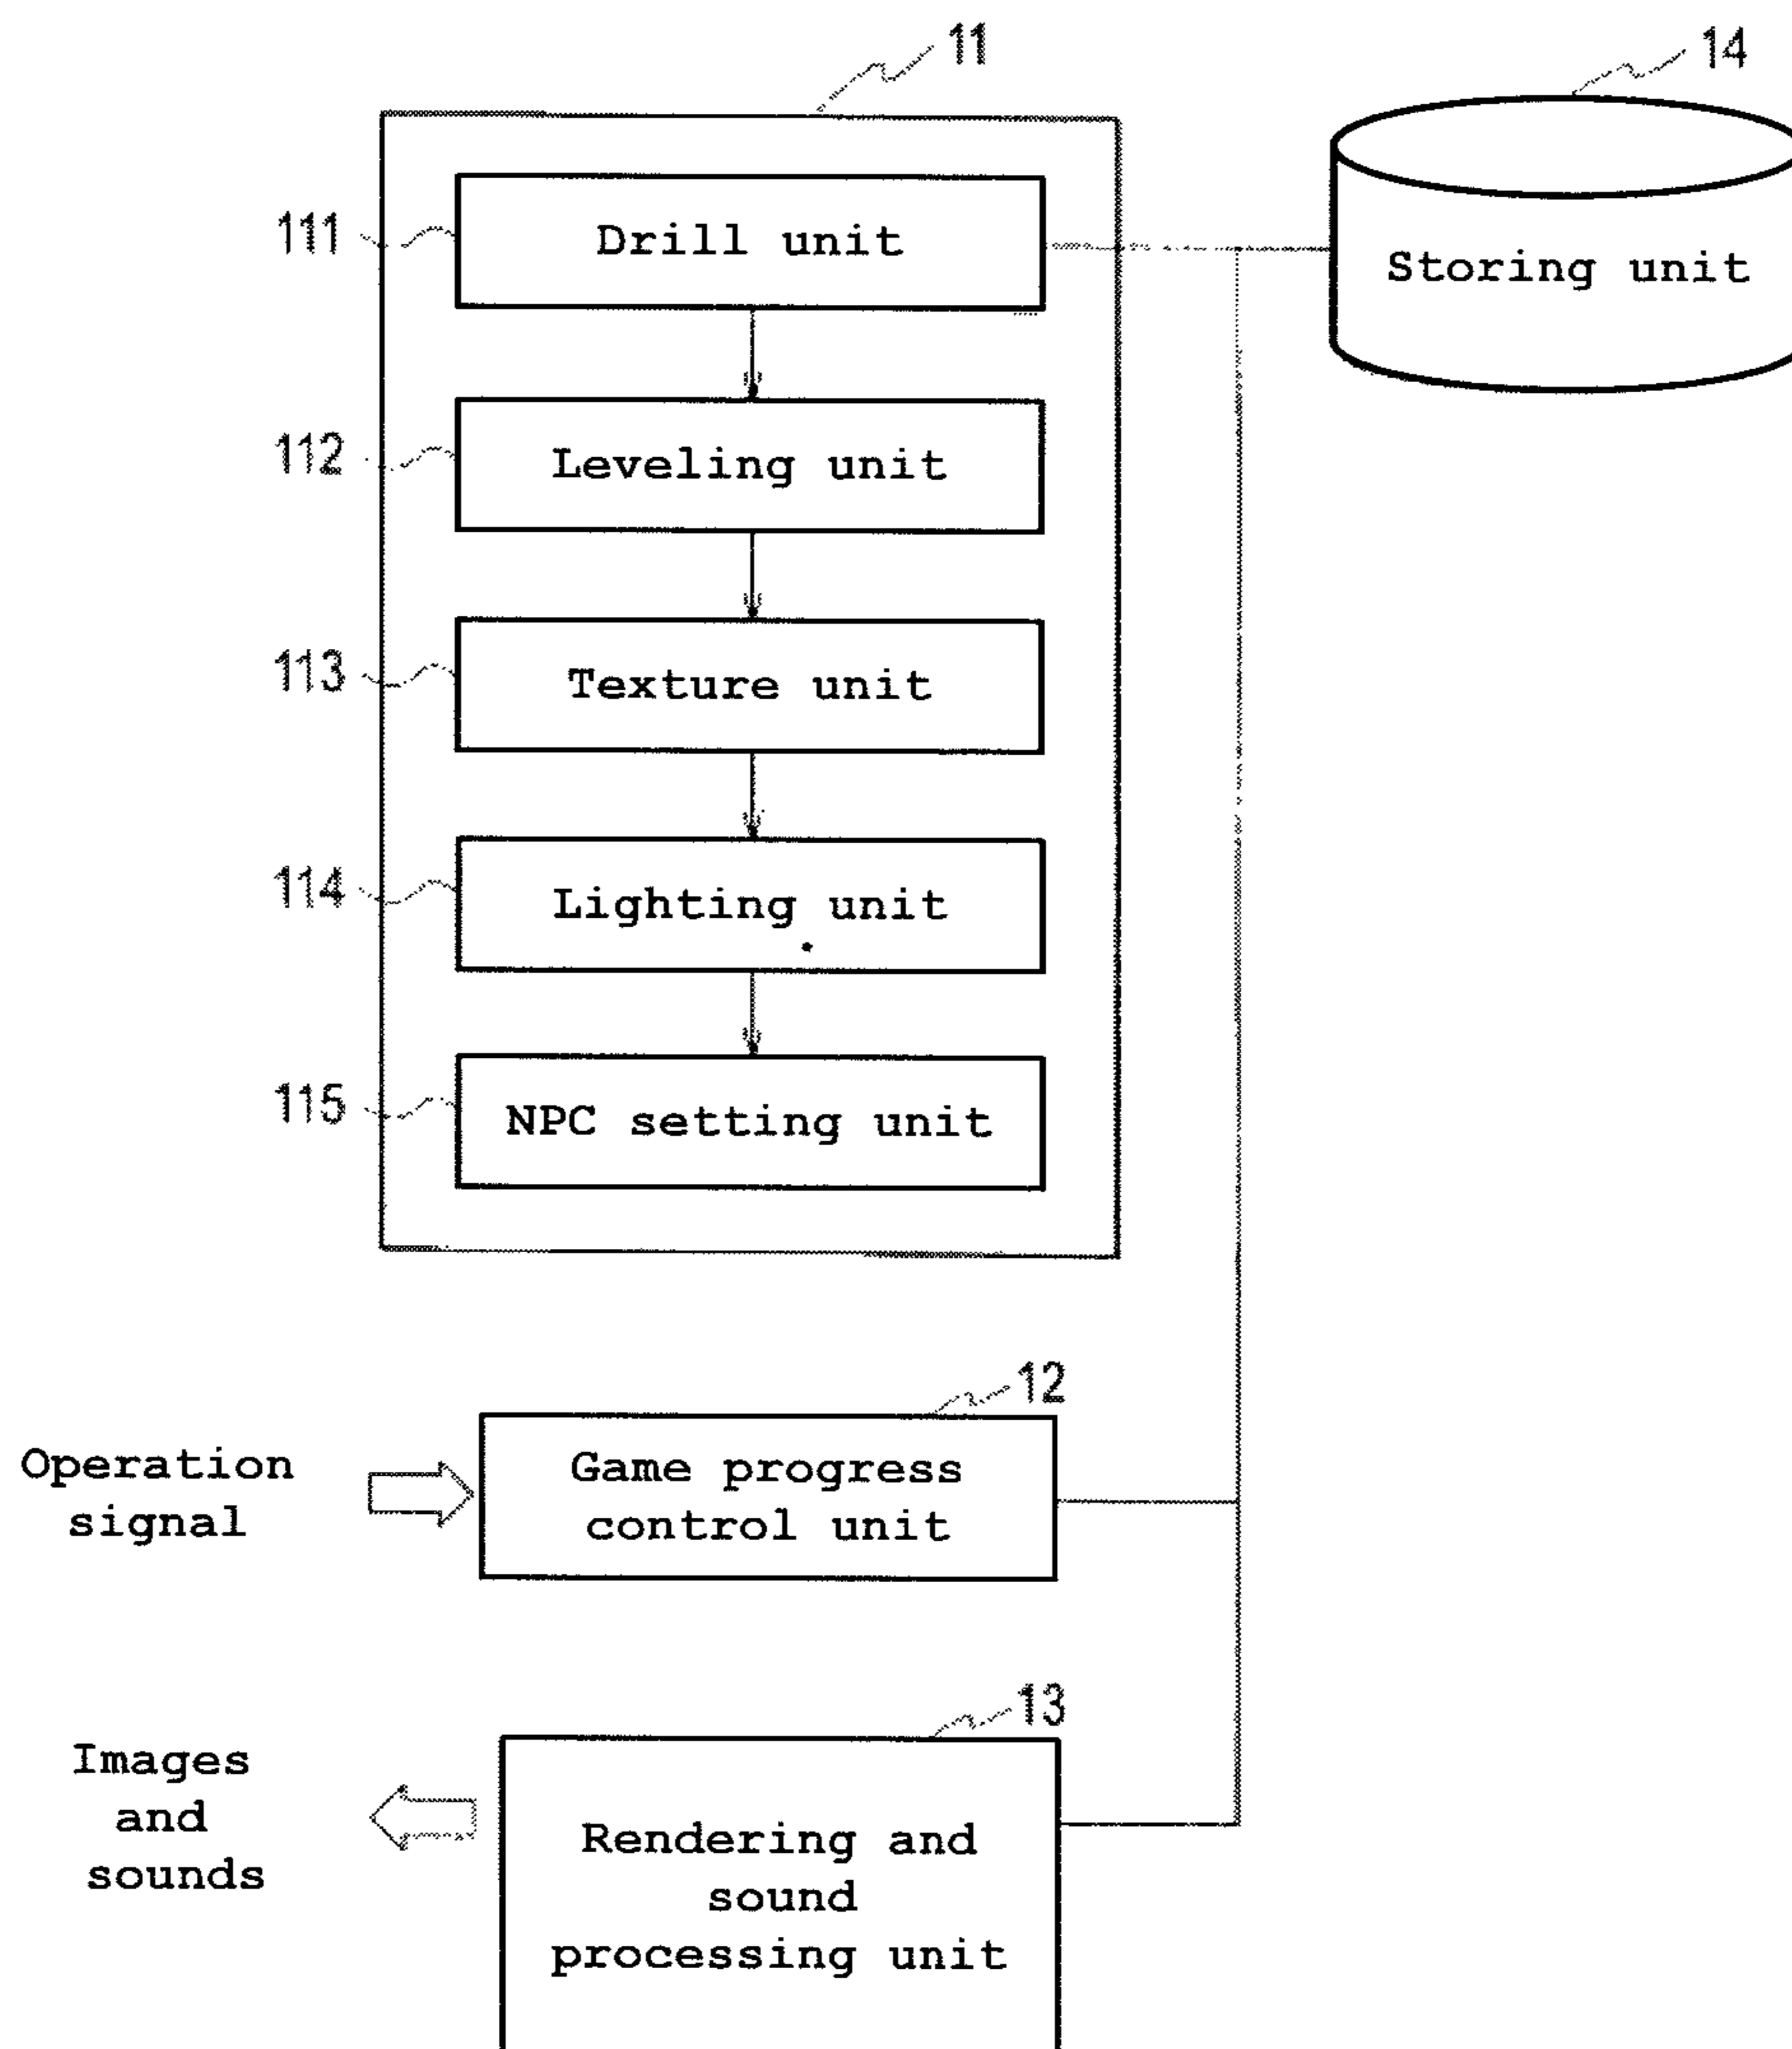 11
14
111
Drill unit
Storing unit
112
Leveling unit
113
Texture unit
114
Lighting unit
115
NPC setting unit
12
Operation
signal
Game progress
control unit
13
Images
and
sounds
Rendering and
sound
processing unit